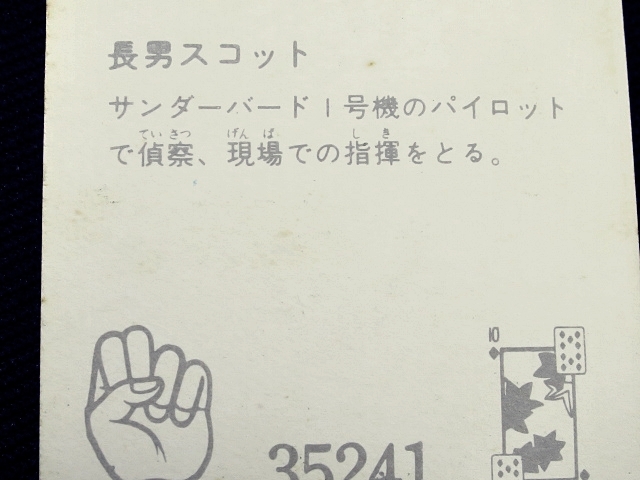 長男スコット
サンダーバード1号機のパイロット
で偵察、現場での指揮をとる。
ていさつ げんば しき
10
35241